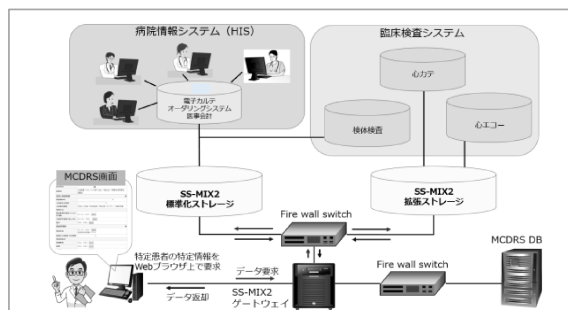 病院情報システム（HIS）
臨床検査システム
電子カルテ
オーダリングシステム
医事会計
心カテ
検体検査
心エコー
MCDRS画面
SS-MIX2
標準化ストレージ
SS-MIX2
拡張ストレージ
Fire wall switch
MCDRS DB
特定患者の特定情報を
Webブラウザ上で要求
データ要求
データ返却
SS-MIX2
ゲートウェイ
Fire wall switch